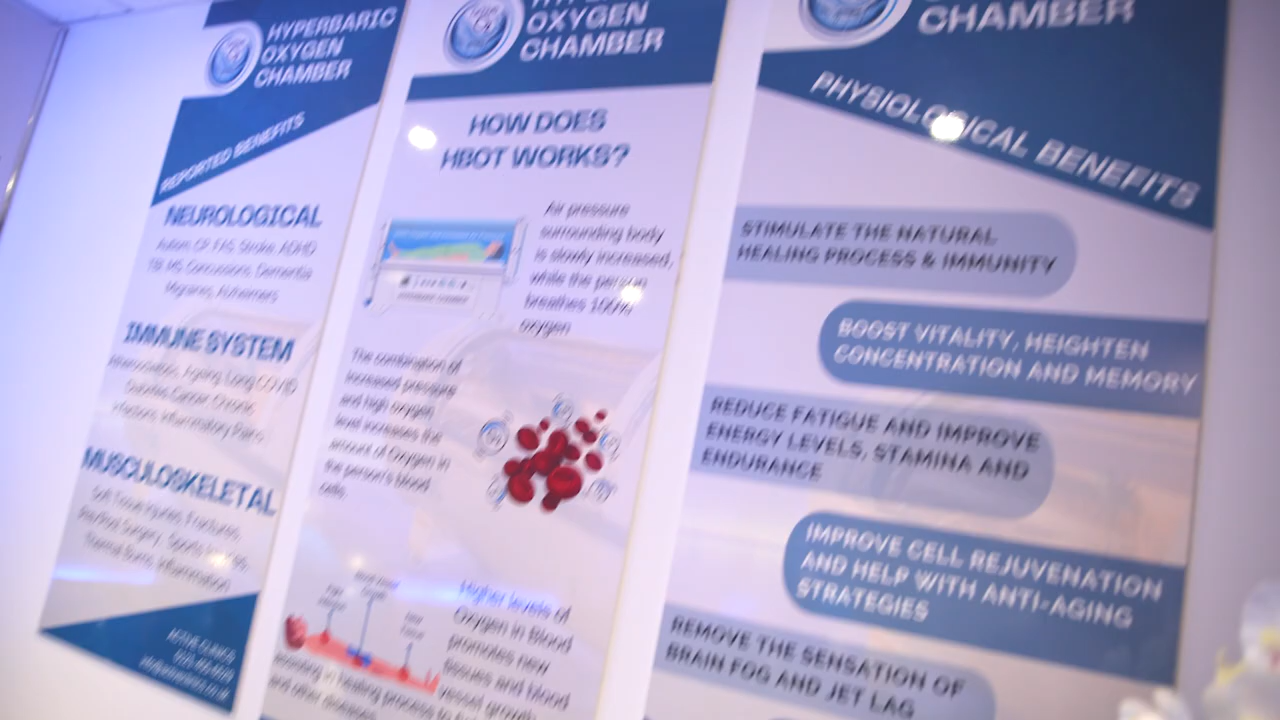 HYPERBARIC
OXYGEN
CHAMBER
REPORTED BENEFITS
NEUROLOGICAL
Autism, CP, FAS, Stroke, ADHD
TBI, MS, Concussions, Dementia
Migraines, Alzheimers
IMMUNE SYSTEM
Ageing, Long COVID
Diabetes, Cancer, Chronic
Infections, Inflammatory Pains
MUSCULOSKELETAL
Soft Tissue Injuries, Fractures,
Surgery, Sports
Thermal Burns, Inflammation
OXYGEN
CHAMBER
HOW DOES
HBOT WORKS?
Air pressure
surrounding body
is slowly increased,
while the person
breathes 100%
oxygen
The combination of
increased pressure
and high oxygen
level increases the
amount of Oxygen in
the person's blood
cells.
Higher levels of
Oxygen in Blood
promotes new
tissues and blood
vessel growth,
assisting in healing process to
and other diseases.
CHAMBER
PHYSIOLOGICAL BENEFITS
STIMULATE THE NATURAL
HEALING PROCESS & IMMUNITY
BOOST VITALITY, HEIGHTEN
CONCENTRATION AND MEMORY
REDUCE FATIGUE AND IMPROVE
ENERGY LEVELS, STAMINA AND
ENDURANCE
IMPROVE CELL REJUVENATION
AND HELP WITH ANTI-AGING
STRATEGIES
REMOVE THE SENSATION OF
BRAIN FOG AND JET LAG